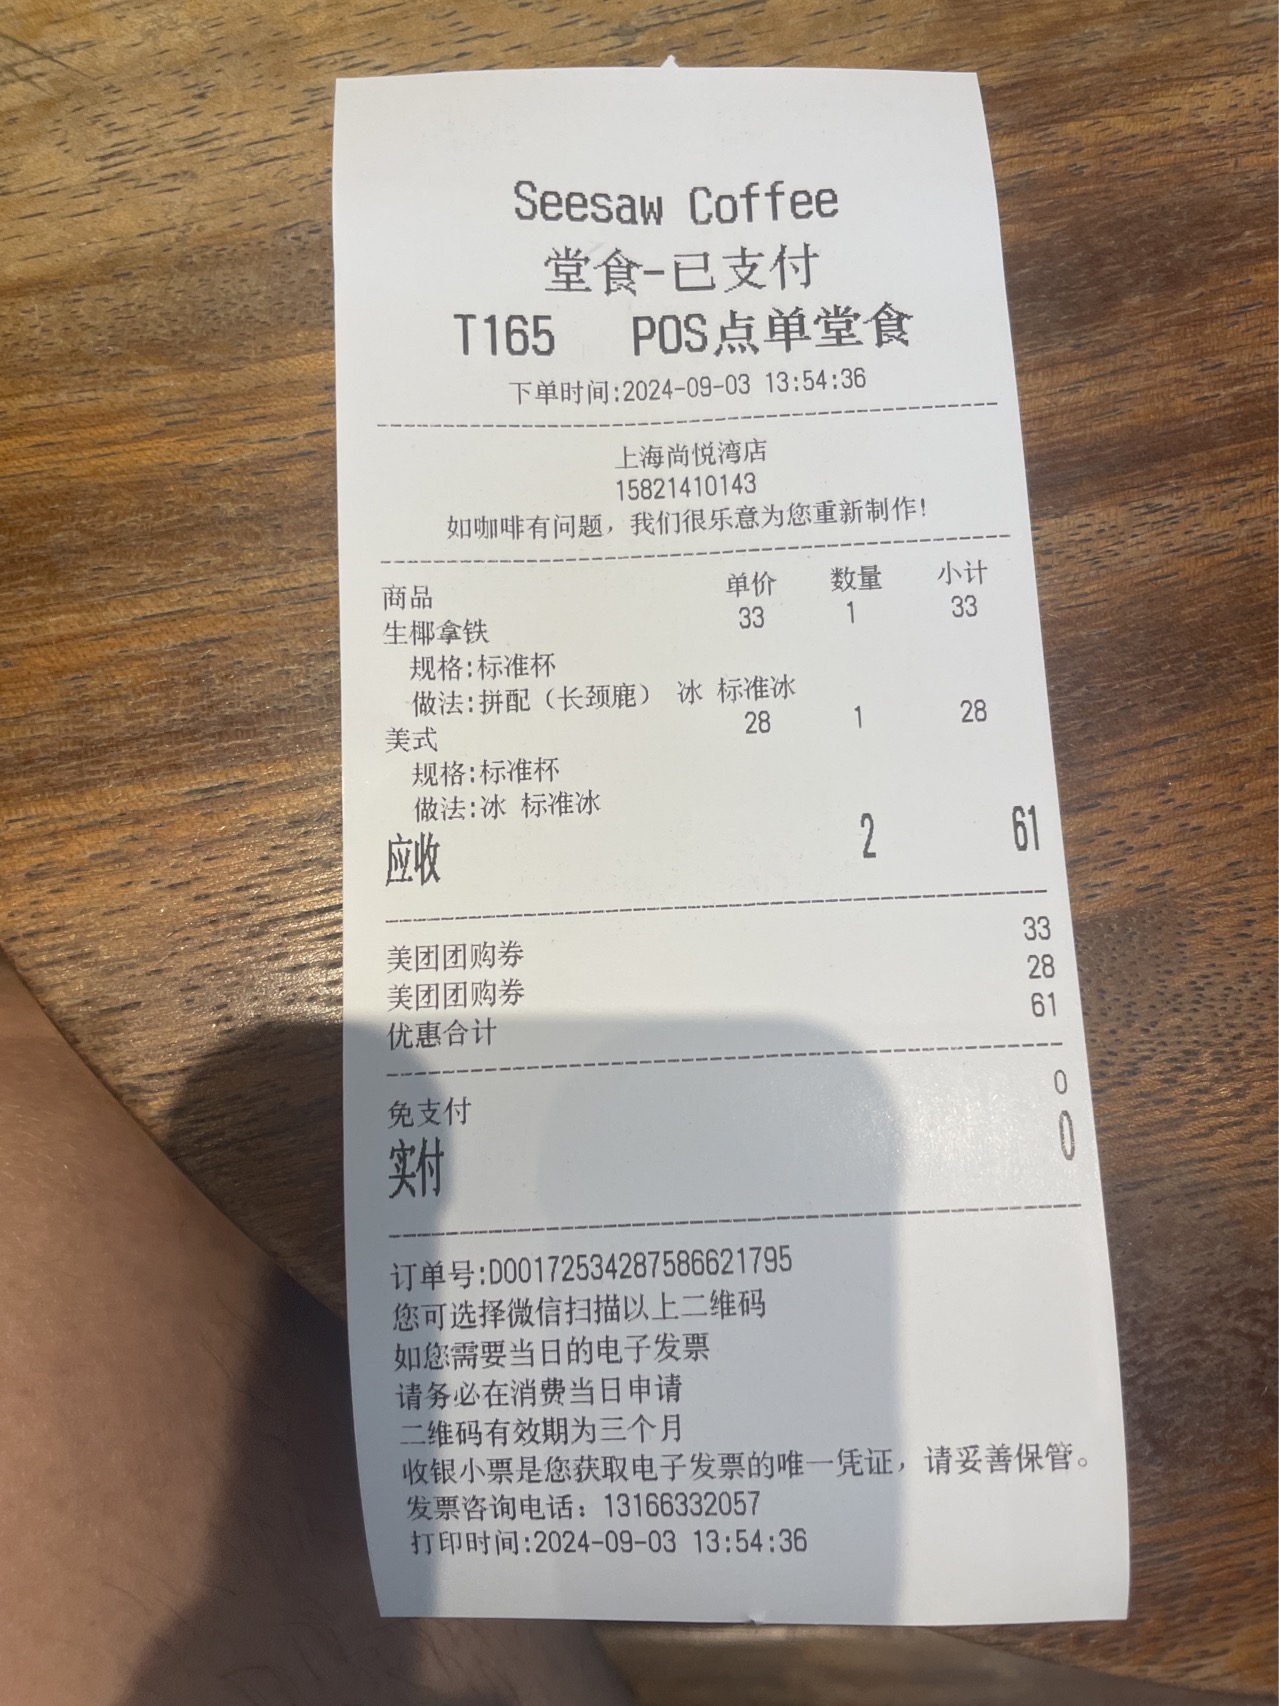 Seesaw Coffee
堂食-已支付
T165 POS点单堂食
下单时间:2024-09-03 13:54:36
上海尚悦湾店
15821410143
如咖啡有问题，我们很乐意为您重新制作!
商品 单价 数量 小计
生椰拿铁 33 1 33
规格:标准杯
做法:拼配（长颈鹿） 冰 标准冰
美式 28 1 28
规格:标准杯
做法:冰 标准冰
应收 2 61
美团团购券 33
美团团购券 28
优惠合计 61
免支付 0
实付 0
订单号:D00172534287586621795
您可选择微信扫描以上二维码
如您需要当日的电子发票
请务必在消费当日申请
二维码有效期为三个月
收银小票是您获取电子发票的唯一凭证，请妥善保管。
发票咨询电话：13166332057
打印时间:2024-09-03 13:54:36